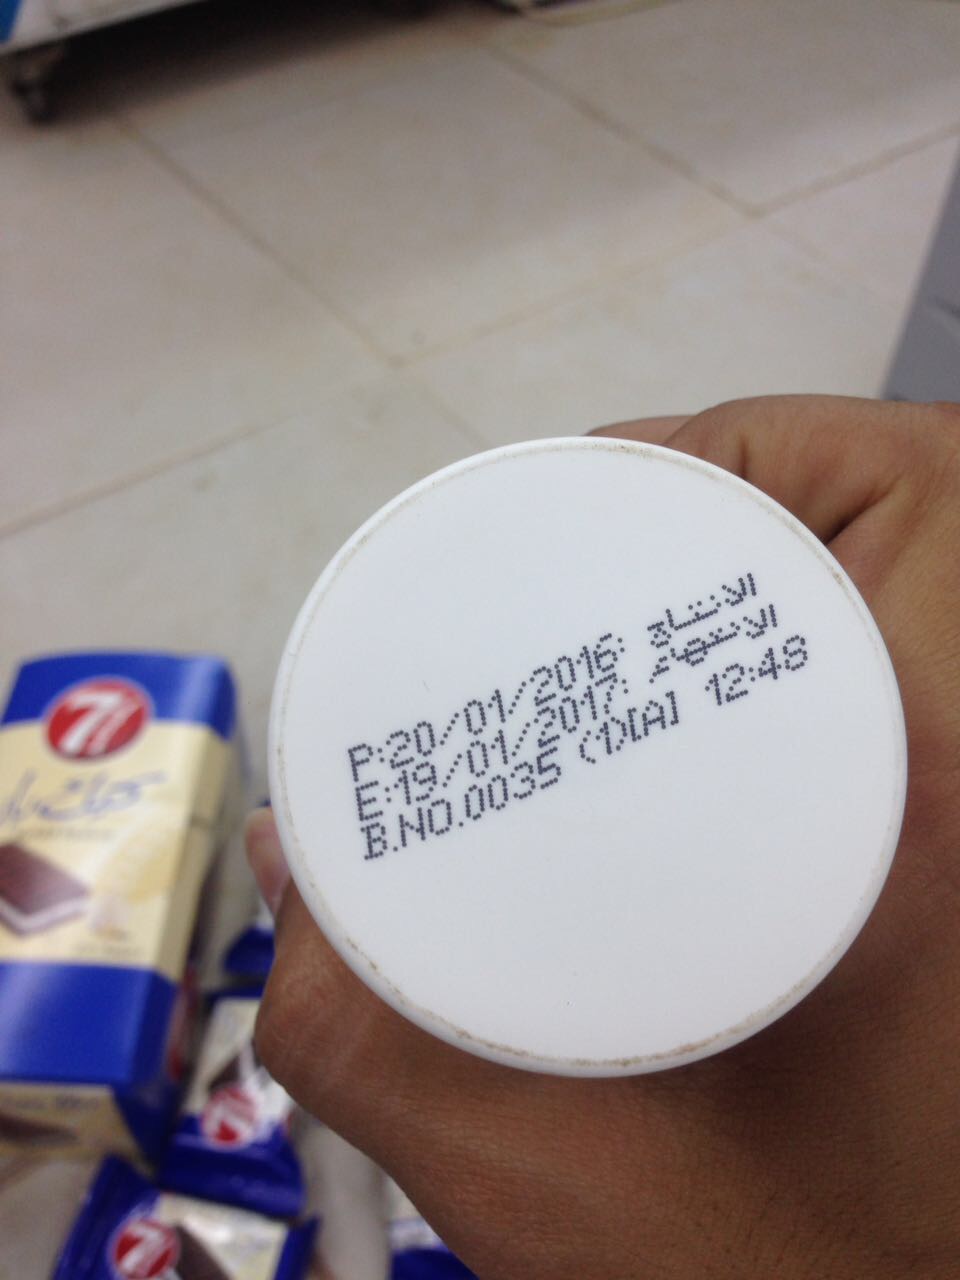 P:20/01/2016: الانتاج
E:19/01/2017: الانتهاء
B.NO.0035 (1)[A] 12:48